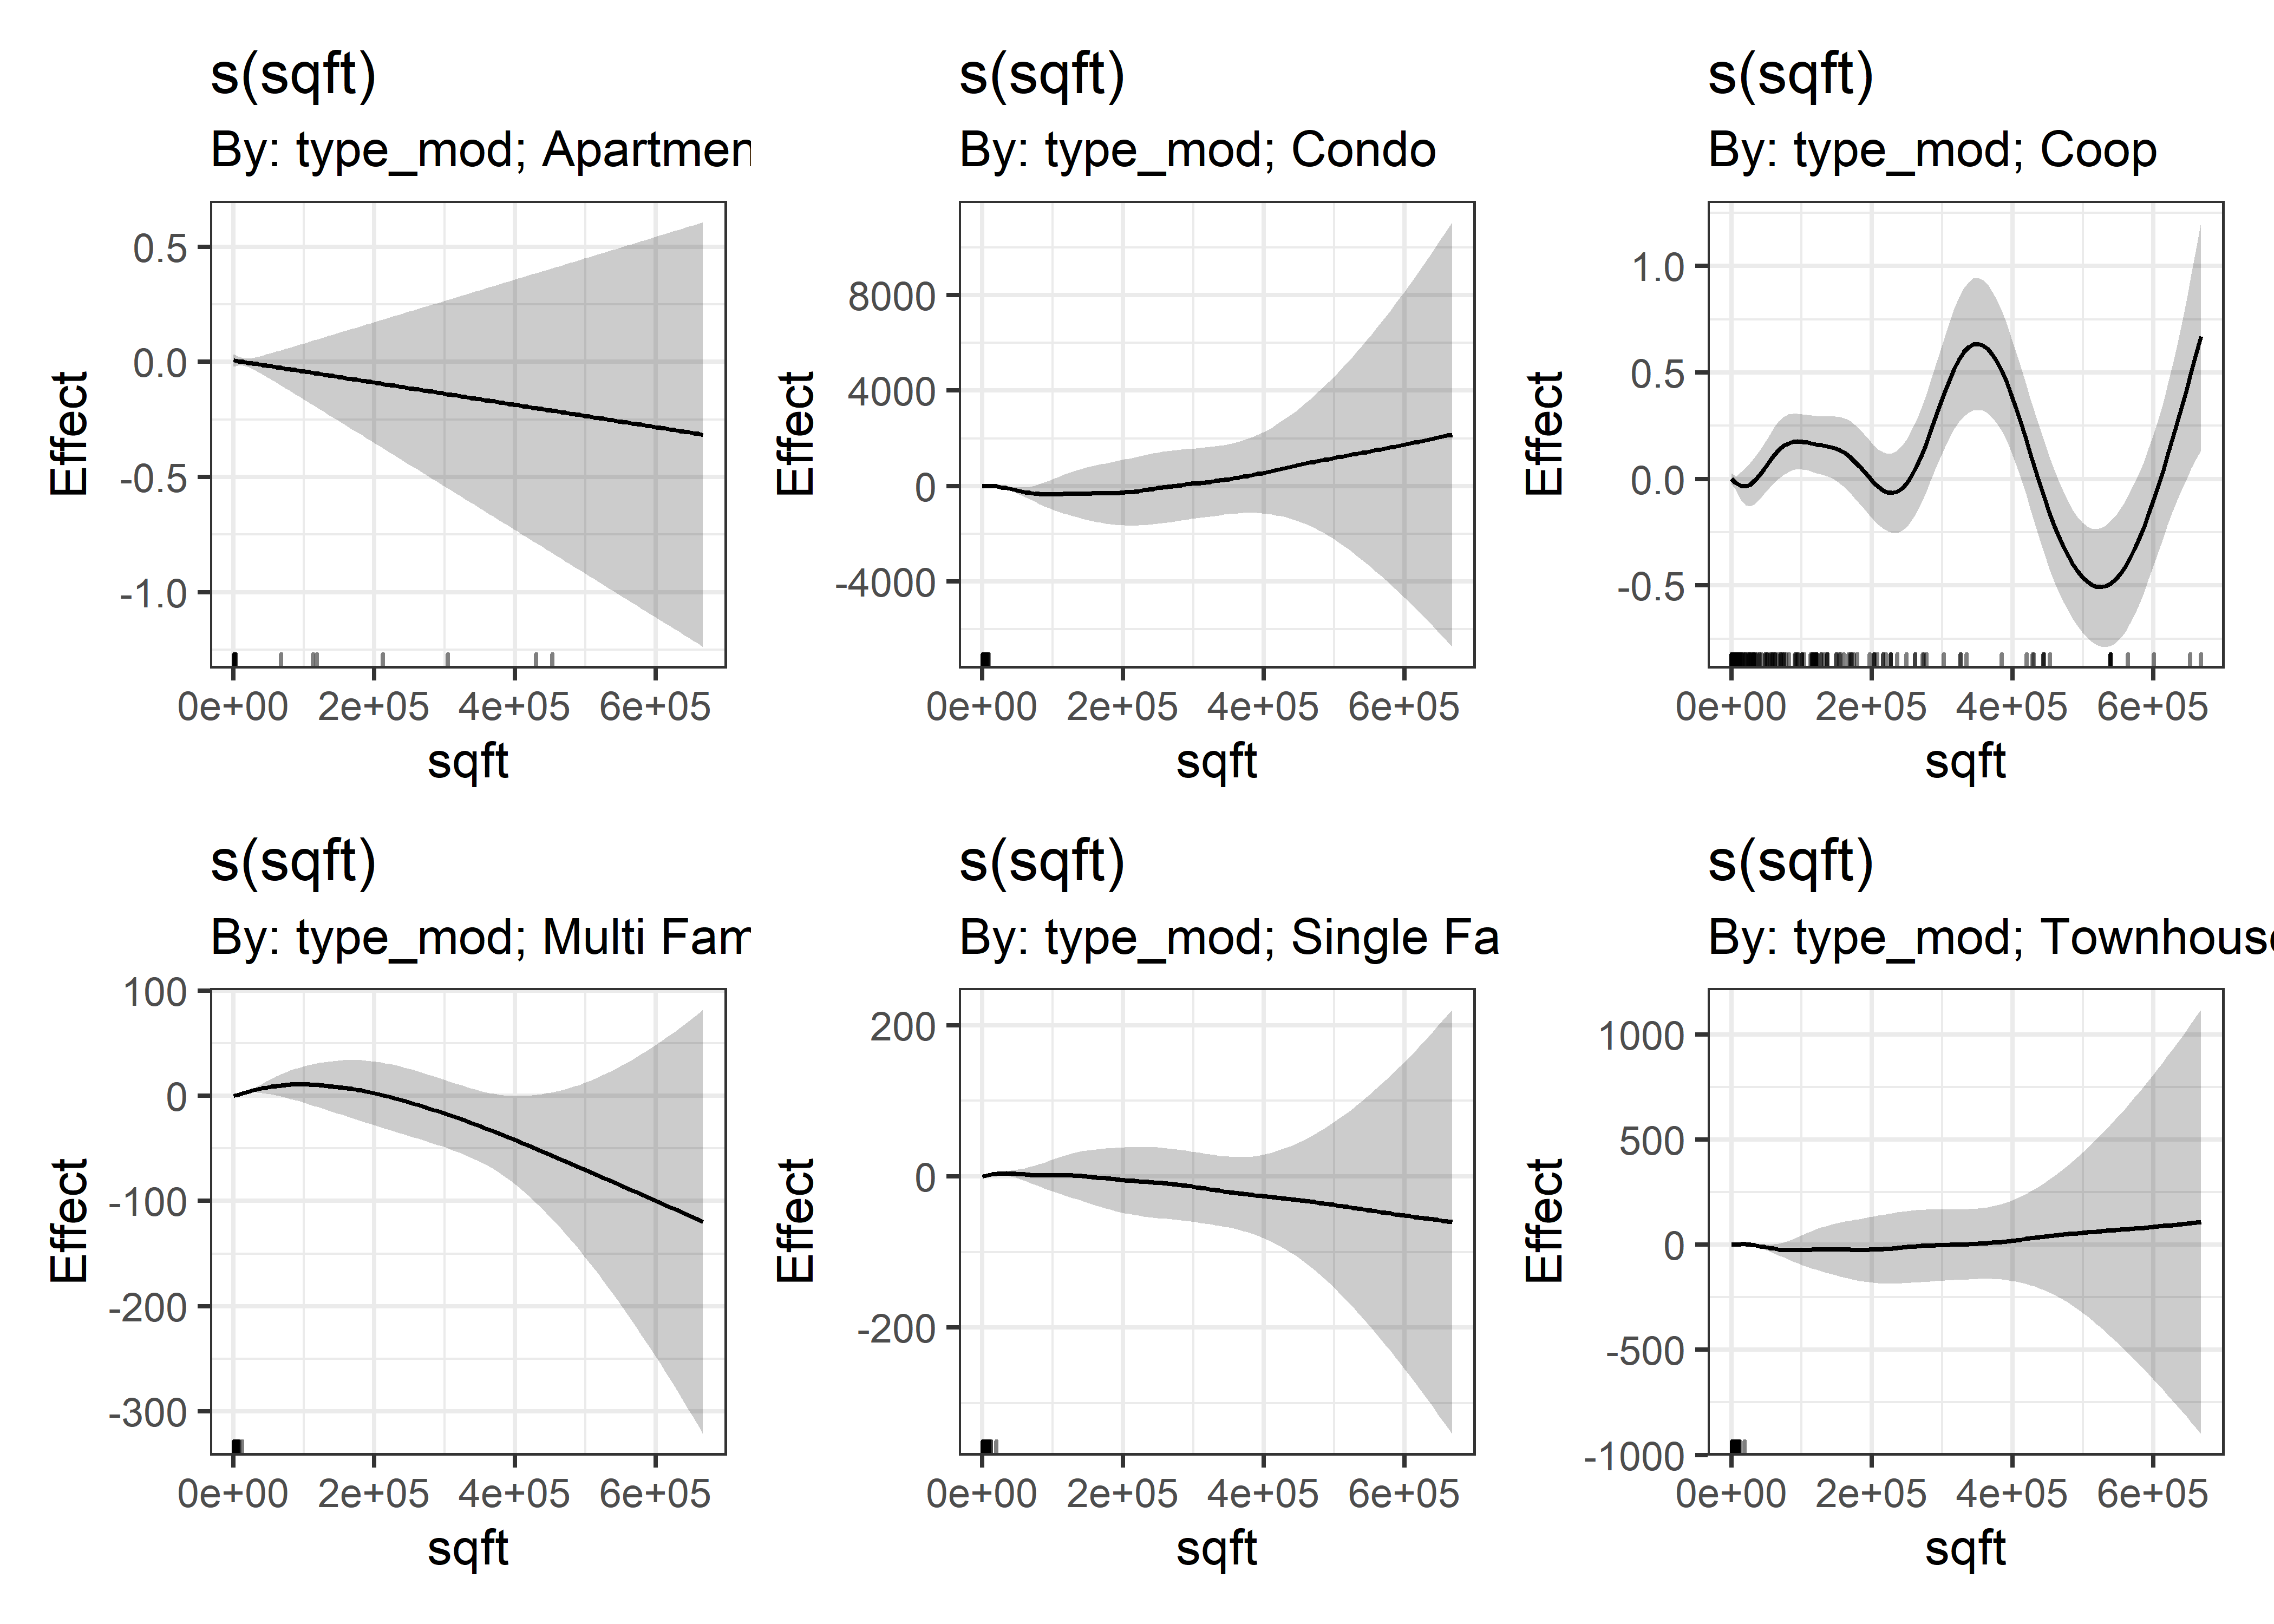 s(sqft)
By: type_mod; Apartmen
Effect
0.5
0.0
-0.5
-1.0
0e+00 2e+05 4e+05 6e+05
sqft
s(sqft)
By: type_mod; Condo
Effect
8000
4000
0
-4000
0e+00 2e+05 4e+05 6e+05
sqft
s(sqft)
By: type_mod; Coop
Effect
1.0
0.5
0.0
-0.5
0e+00 2e+05 4e+05 6e+05
sqft
s(sqft)
By: type_mod; Multi Fam
Effect
100
0
-100
-200
-300
0e+00 2e+05 4e+05 6e+05
sqft
s(sqft)
By: type_mod; Single Fa
Effect
200
0
-200
0e+00 2e+05 4e+05 6e+05
sqft
s(sqft)
By: type_mod; Townhouse
Effect
1000
500
0
-500
-1000
0e+00 2e+05 4e+05 6e+05
sqft